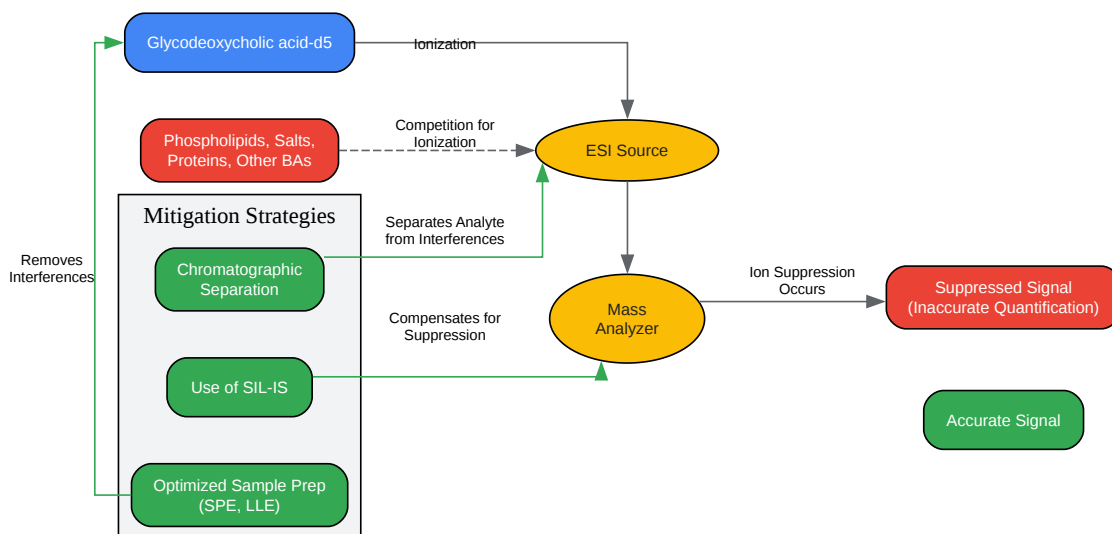 Glycodeoxycholic acid-d5
Ionization
Phospholipids, Salts,
Proteins, Other BAs
Competition for
Ionization
ESI Source
Mitigation Strategies
Chromatographic
Separation
Separates Analyte
from Interferences
Removes
Interferences
Mass
Analyzer
Ion Suppression
Occurs
Suppressed Signal
(Inaccurate Quantification)
Compensates for
Suppression
Use of SIL-IS
Accurate Signal
Optimized Sample Prep
(SPE, LLE)